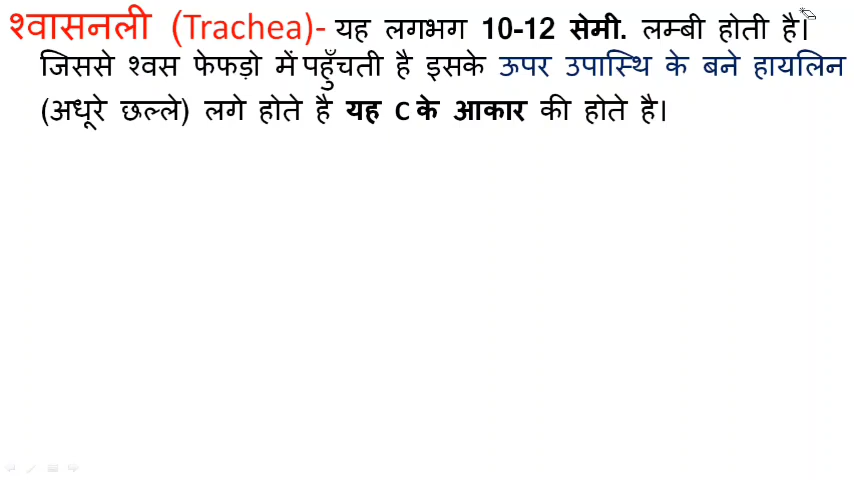 श्वासनली (Trachea)- यह लगभग 10-12 सेमी. लम्बी होती है।
जिससे श्वस फेफड़ो में पहुँचती है इसके ऊपर उपास्थि के बने हायलिन
(अधूरे छल्ले) लगे होते है यह C के आकार की होते है।